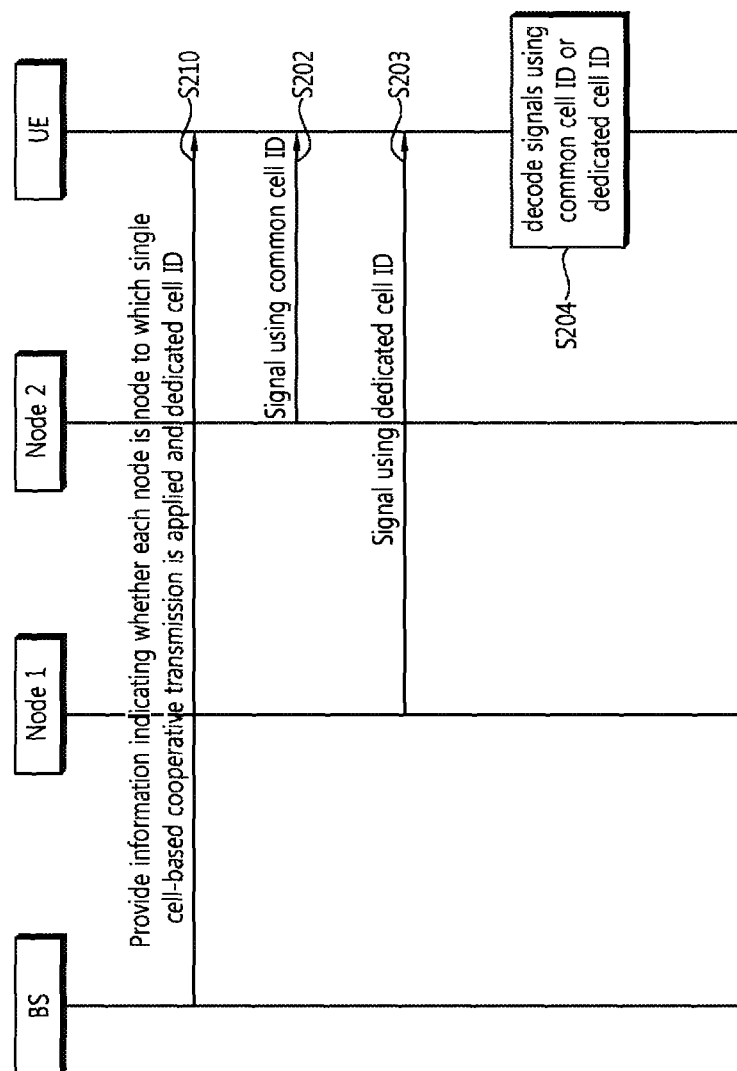 BS
Node 1
Node 2
UE
Provide information indicating whether each node is node to which single
cell-based cooperative transmission is applied and dedicated cell ID
S210
Signal using common cell ID
S202
Signal using dedicated cell ID
S203
decode signals using
common cell ID or
dedicated cell ID
S204